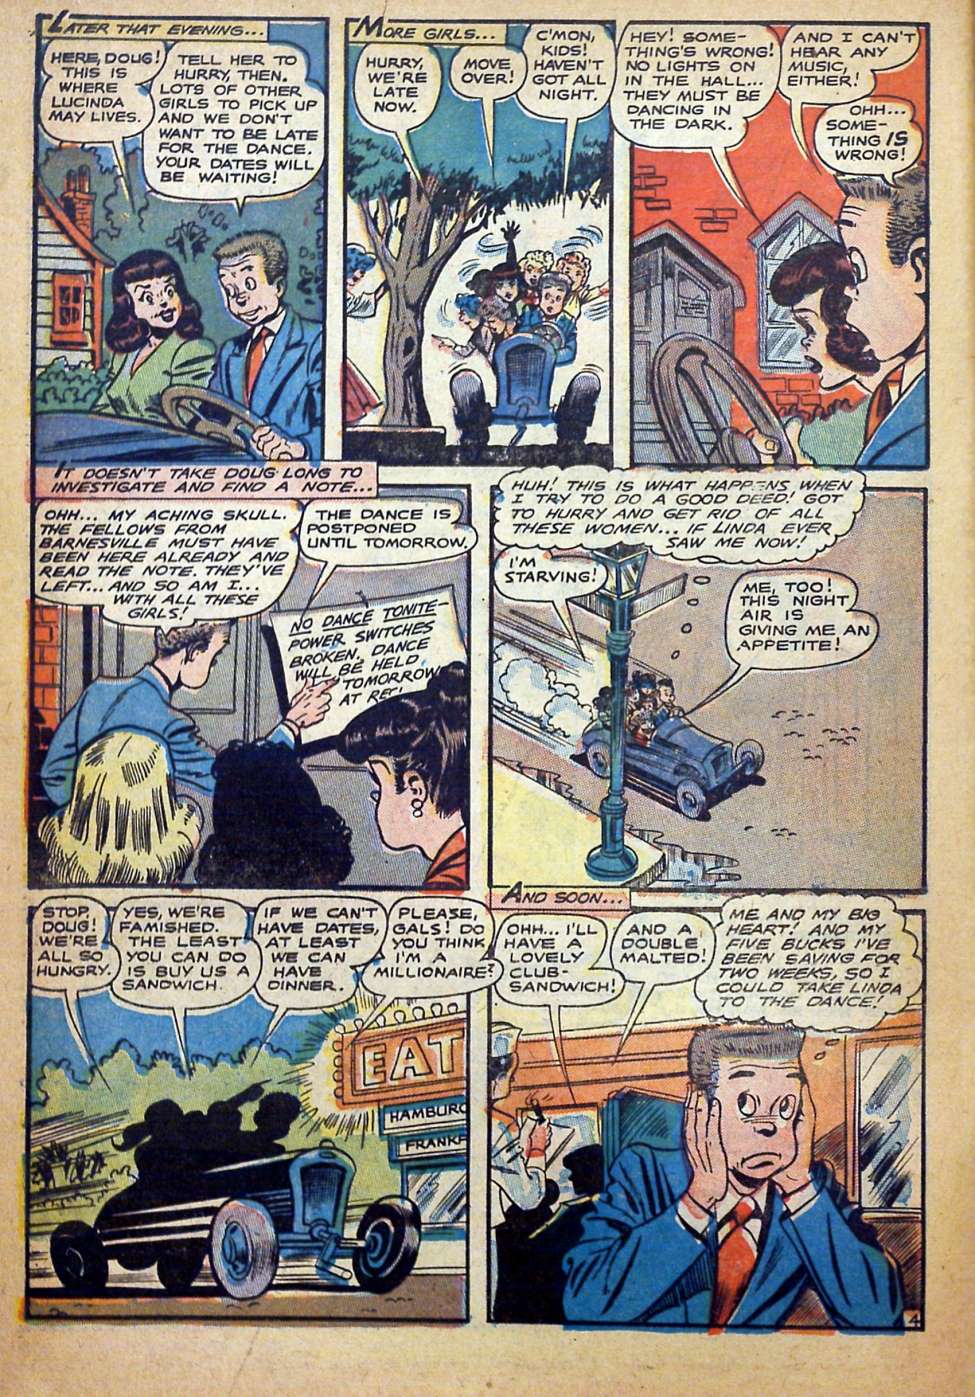 LATER THAT EVENING...
HERE, DOUG!
THIS IS
WHERE
LUCINDA
MAY LIVES.
TELL HER TO
HURRY, THEN.
LOTS OF OTHER
GIRLS TO PICK UP
AND WE DON'T
WANT TO BE LATE
FOR THE DANCE.
YOUR DATES WILL
BE WAITING!
MORE GIRLS...
HURRY,
WE'RE
LATE
NOW.
MOVE
OVER!
C'MON,
KIDS!
HAVEN'T
GOT ALL
NIGHT.
HEY! SOME-
THING'S WRONG!
NO LIGHTS ON
IN THE HALL...
THEY MUST BE
DANCING IN
THE DARK.
AND I CAN'T
HEAR ANY
MUSIC,
EITHER!
OHH...
SOME-
THING IS
WRONG!
IT DOESN'T TAKE DOUG LONG TO
INVESTIGATE AND FIND A NOTE...
OHH... MY ACHING SKULL.
THE FELLOWS FROM
BARNESVILLE MUST HAVE
BEEN HERE ALREADY AND
READ THE NOTE. THEY'VE
LEFT... AND SO AM I...
WITH ALL THESE
GIRLS!
THE DANCE IS
POSTPONED
UNTIL TOMORROW.
NO DANCE TONITE-
POWER SWITCHES
BROKEN, DANCE
WILL BE HELD
TOMORROW
AT
HUH! THIS IS WHAT HAPPENS WHEN
I TRY TO DO A GOOD DEED! GOT
TO HURRY AND GET RID OF ALL
THESE WOMEN... IF LINDA EVER
SAW ME NOW!
I'M
STARVING!
ME, TOO!
THIS NIGHT
AIR IS
GIVING ME AN
APPETITE!
STOP,
DOUG!
WE'RE
ALL SO
HUNGRY.
YES, WE'RE
FAMISHED.
THE LEAST
YOU CAN DO
IS BUY US A
SANDWICH.
IF WE CAN'T
HAVE DATES,
AT LEAST
WE CAN
HAVE
DINNER.
PLEASE,
GALS! DO
YOU THINK
I'M A
MILLIONAIRE?
EAT
HAMBURG
FRANKF
AND SOON...
OHH... I'LL
HAVE A
LOVELY
CLUB-
SANDWICH!
AND A
DOUBLE
MALTED!
ME AND MY BIG
HEART! AND MY
FIVE BUCKS I'VE
BEEN SAVING FOR
TWO WEEKS, SO I
COULD TAKE LINDA
TO THE DANCE!
4